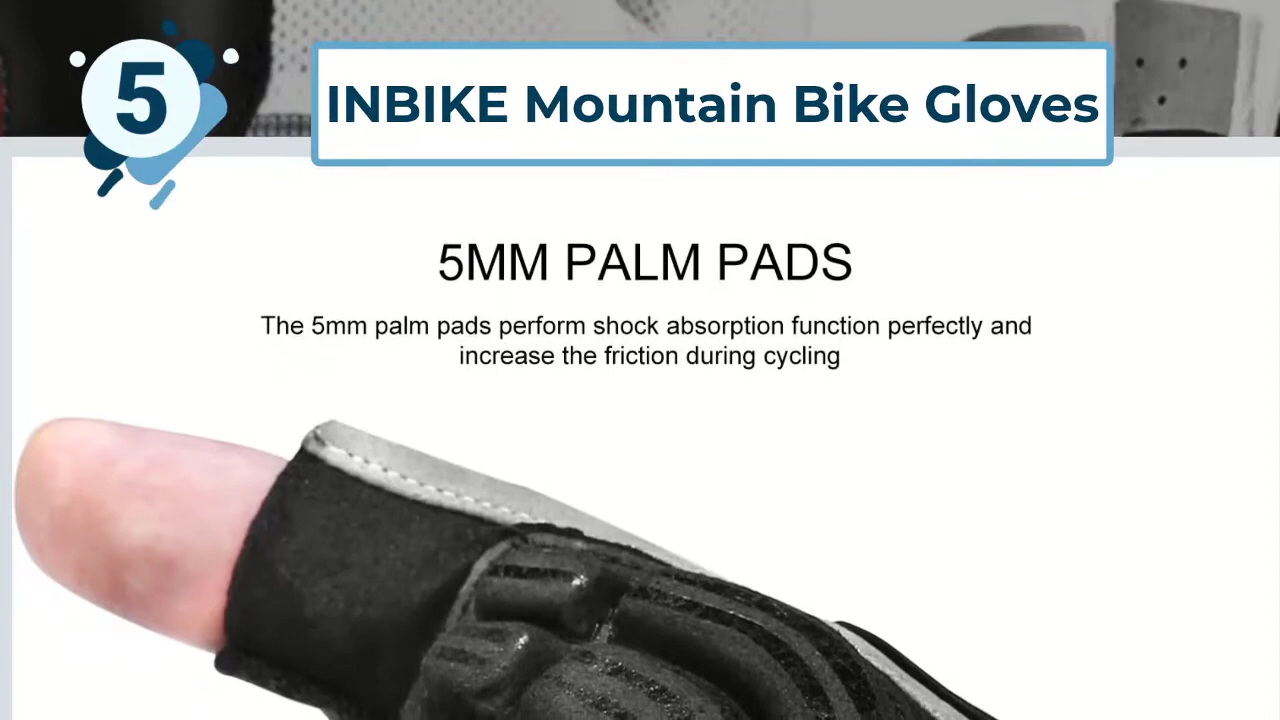 5
INBIKE Mountain Bike Gloves
5MM PALM PADS
The 5mm palm pads perform shock absorption function perfectly and
increase the friction during cycling